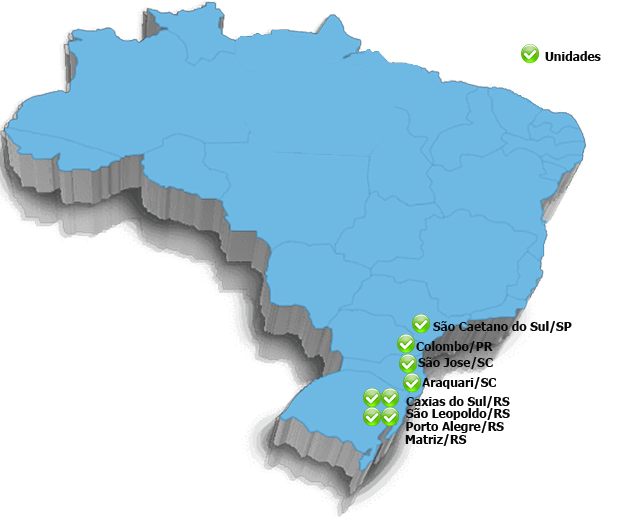 Unidades
São Caetano do Sul/SP
Colombo/PR
São Jose/SC
Araquari/SC
Caxias do Sul/RS
São Leopoldo/RS
Porto Alegre/RS
Matriz/RS